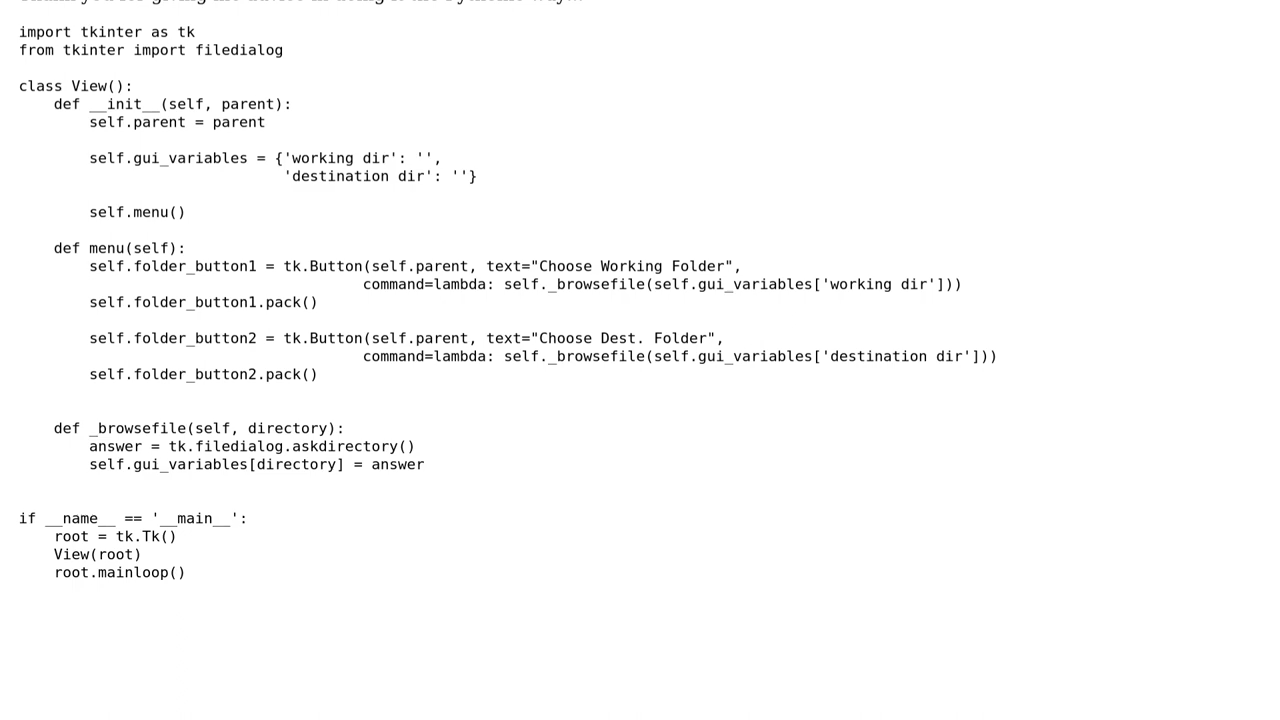 import tkinter as tk
from tkinter import filedialog
class View():
    def __init__(self, parent):
        self.parent = parent
        self.gui_variables = {'working dir': '',
                              'destination dir': ''}
        self.menu()
    def menu(self):
        self.folder_button1 = tk.Button(self.parent, text="Choose Working Folder",
                                       command=lambda: self._browsefile(self.gui_variables['working dir']))
        self.folder_button1.pack()
        self.folder_button2 = tk.Button(self.parent, text="Choose Dest. Folder",
                                       command=lambda: self._browsefile(self.gui_variables['destination dir']))
        self.folder_button2.pack()
    def _browsefile(self, directory):
        answer = tk.filedialog.askdirectory()
        self.gui_variables[directory] = answer
if __name__ == '__main__':
    root = tk.Tk()
    View(root)
    root.mainloop()